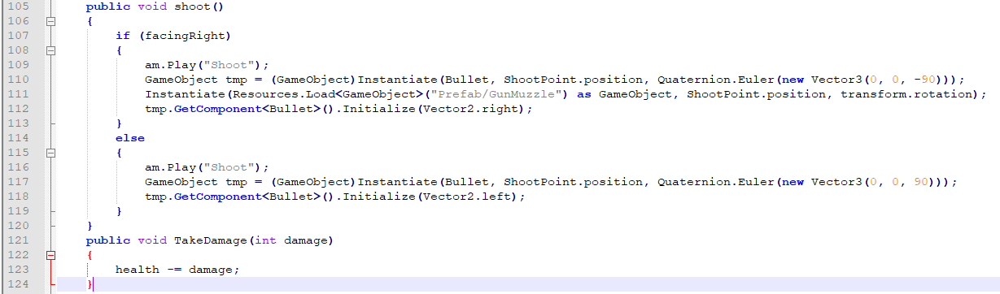 105 public void shoot()
106 {
107 if (facingRight)
108 {
109 am.Play("Shoot");
110 GameObject tmp = (GameObject)Instantiate(Bullet, ShootPoint.position, Quaternion.Euler(new Vector3(0, 0, -90)));
111 Instantiate(Resources.Load<GameObject>("Prefab/GunMuzzle") as GameObject, ShootPoint.position, transform.rotation);
112 tmp.GetComponent<Bullet>().Initialize(Vector2.right);
113 }
114 else
115 {
116 am.Play("Shoot");
117 GameObject tmp = (GameObject)Instantiate(Bullet, ShootPoint.position, Quaternion.Euler(new Vector3(0, 0, 90)));
118 tmp.GetComponent<Bullet>().Initialize(Vector2.left);
119 }
120 }
121 public void TakeDamage(int damage)
122 {
123 health -= damage;
124 }